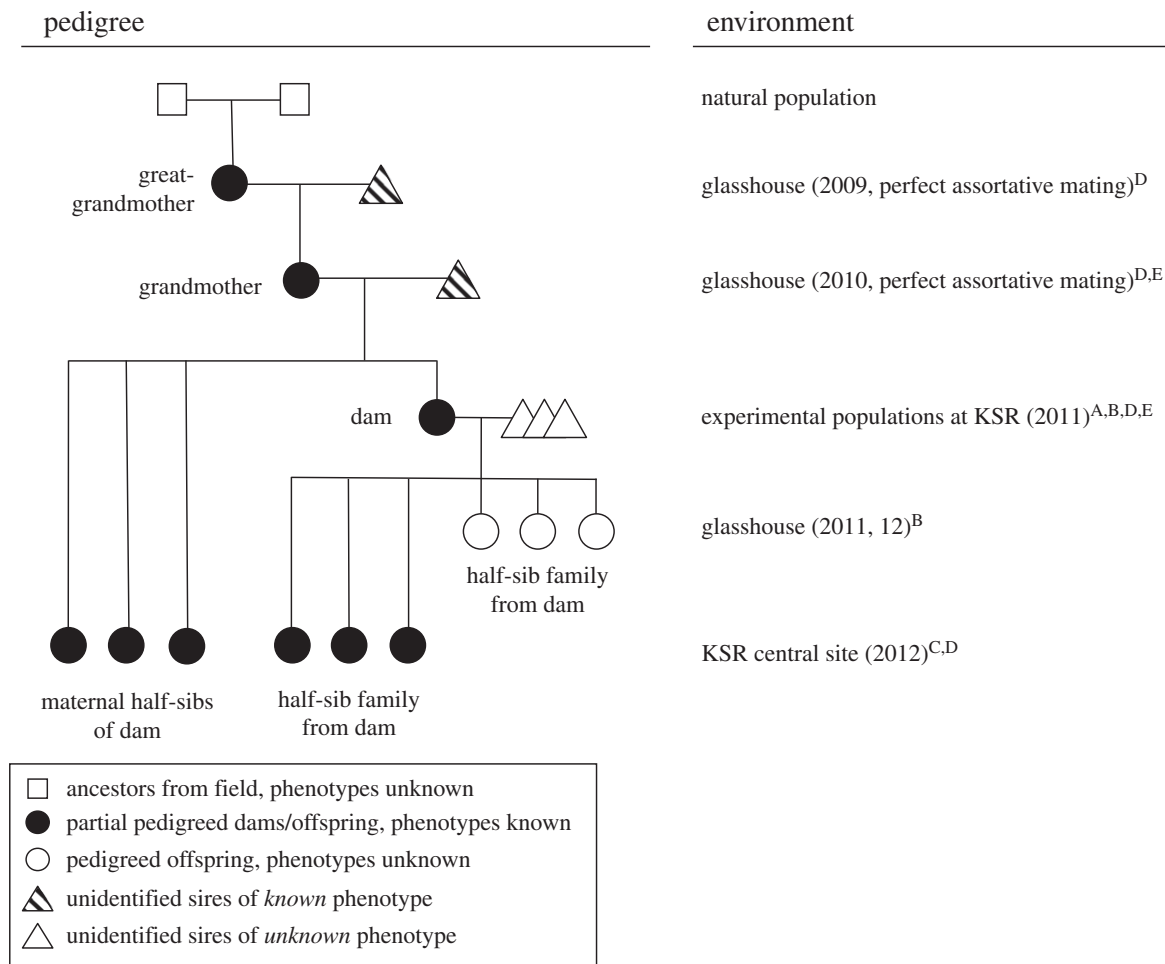 pedigree
environment
natural population
great-
grandmother
glasshouse (2009, perfect assortative mating)D
grandmother
glasshouse (2010, perfect assortative mating)D,E
dam
experimental populations at KSR (2011)A,B,D,E
glasshouse (2011, 12)B
half-sib family
from dam
KSR central site (2012)C,D
maternal half-sibs
of dam
half-sib family
from dam
ancestors from field, phenotypes unknown
partial pedigreed dams/offspring, phenotypes known
pedigreed offspring, phenotypes unknown
unidentified sires of known phenotype
unidentified sires of unknown phenotype